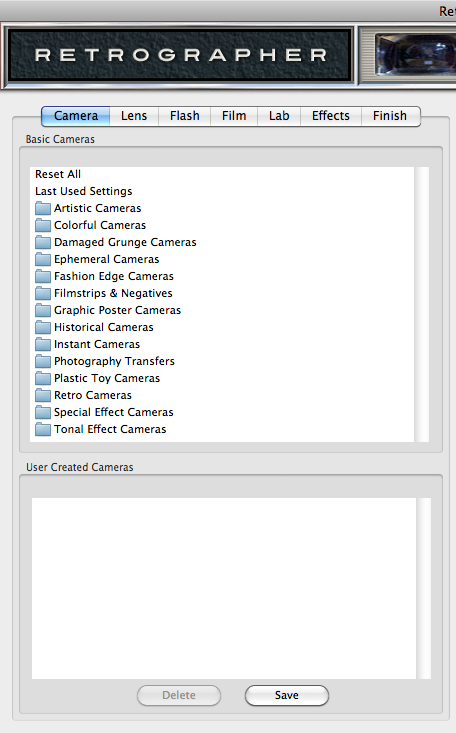 Ret
RETROGRAPHER
Camera Lens Flash Film Lab Effects Finish
Basic Cameras
Reset All
Last Used Settings
Artistic Cameras
Colorful Cameras
Damaged Grunge Cameras
Ephemeral Cameras
Fashion Edge Cameras
Filmstrips & Negatives
Graphic Poster Cameras
Historical Cameras
Instant Cameras
Photography Transfers
Plastic Toy Cameras
Retro Cameras
Special Effect Cameras
Tonal Effect Cameras
User Created Cameras
Delete Save